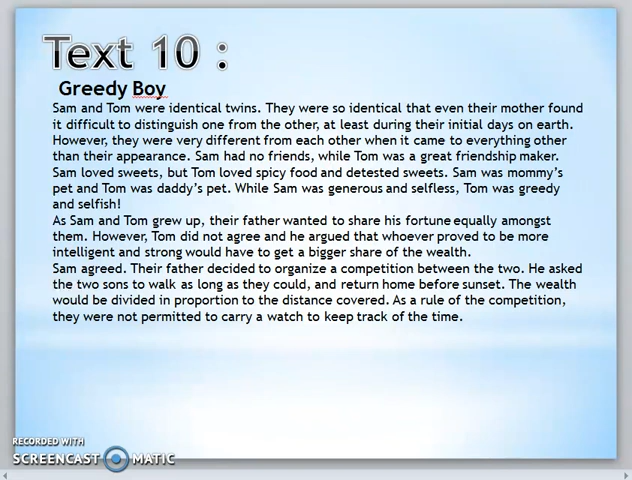 Text 10 :
Greedy Boy
Sam and Tom were identical twins. They were so identical that even their mother found
it difficult to distinguish one from the other, at least during their initial days on earth.
However, they were very different from each other when it came to everything other
than their appearance. Sam had no friends, while Tom was a great friendship maker.
Sam loved sweets, but Tom loved spicy food and detested sweets. Sam was mommy's
pet and Tom was daddy's pet. While Sam was generous and selfless, Tom was greedy
and selfish!
As Sam and Tom grew up, their father wanted to share his fortune equally amongst
them. However, Tom did not agree and he argued that whoever proved to be more
intelligent and strong would have to get a bigger share of the wealth.
Sam agreed. Their father decided to organize a competition between the two. He asked
the two sons to walk as long as they could, and return home before sunset. The wealth
would be divided in proportion to the distance covered. As a rule of the competition,
they were not permitted to carry a watch to keep track of the time.
RECORDED WITH
SCREENCAST MATIC